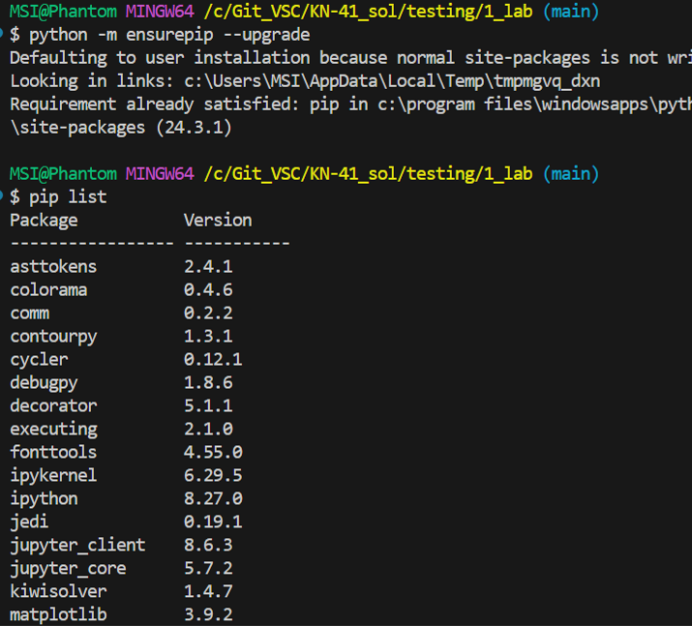 MSI@Phantom MINGW64 /c/Git_VSC/KN-41_sol/testing/1_lab (main)
$ python -m ensurepip --upgrade
Defaulting to user installation because normal site-packages is not wri
Looking in links: c:\Users\MSI\AppData\Local\Temp\tmpmgvq_dxn
Requirement already satisfied: pip in c:\program files\windowsapps\pyth
\site-packages (24.3.1)
MSI@Phantom MINGW64 /c/Git_VSC/KN-41_sol/testing/1_lab (main)
$ pip list
Package Version
----------------- -----------
asttokens 2.4.1
colorama 0.4.6
comm 0.2.2
contourpy 1.3.1
cycler 0.12.1
debugpy 1.8.6
decorator 5.1.1
executing 2.1.0
fonttools 4.55.0
ipykernel 6.29.5
ipython 8.27.0
jedi 0.19.1
jupyter_client 8.6.3
jupyter_core 5.7.2
kiwisolver 1.4.7
matplotlib 3.9.2